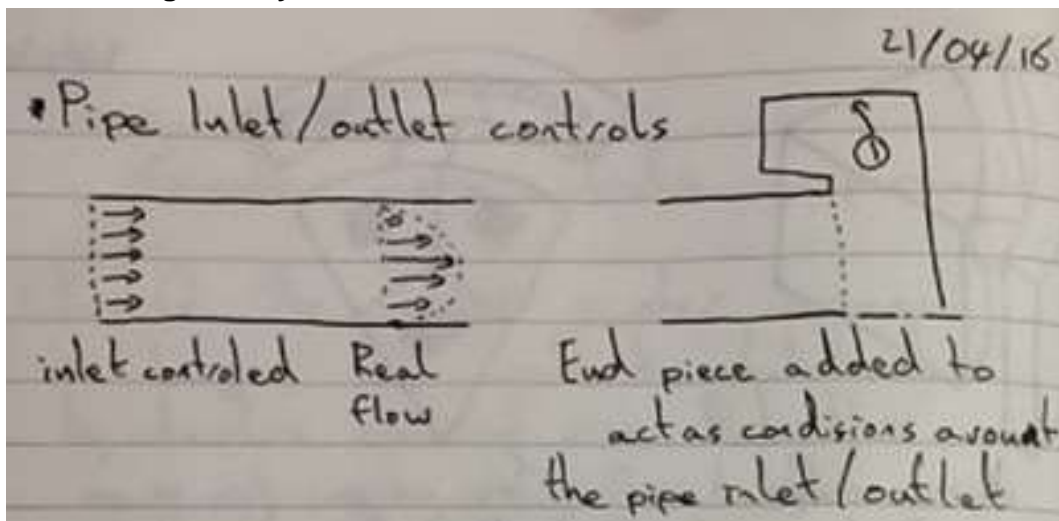 21/04/16
• Pipe Inlet/outlet controls
inlet controled
Real
flow
End piece added to
act as condisions arount
the pipe inlet/outlet